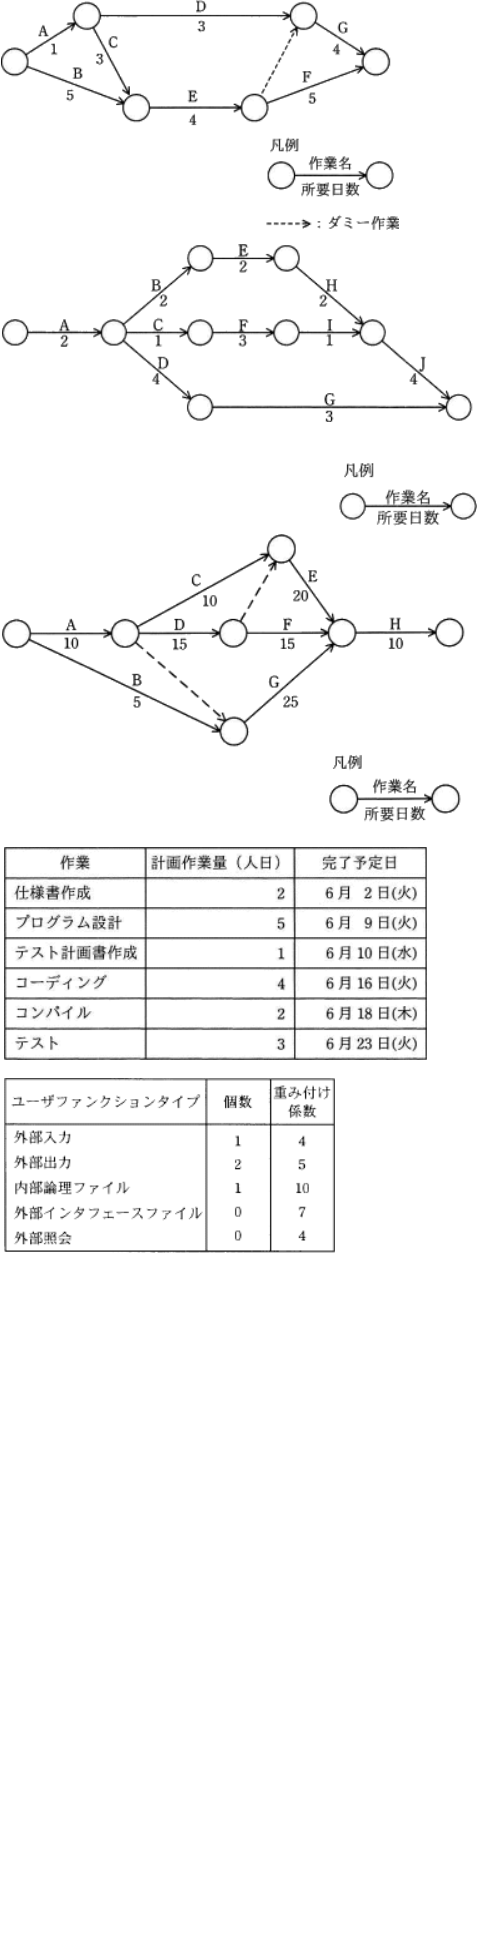 D
3
A
1
C
3
G
4
B
5
F
5
E
4
凡例
作業名
所要日数
:ダミー作業
E
2
B
2
H
2
A
2
C
1
F
3
I
1
D
4
J
4
G
3
凡例
作業名
所要日数
C
10
E
20
A
10
D
15
F
15
H
10
B
5
G
25
凡例
作業名
所要日数
作業 計画作業量(人日) 完了予定日
仕様書作成 2 6月 2日(火)
プログラム設計 5 6月 9日(火)
テスト計画書作成 1 6月10日(水)
コーディング 4 6月16日(火)
コンパイル 2 6月18日(木)
テスト 3 6月23日(火)
ユーザファンクションタイプ 個数 重み付け
係数
外部入力 1 4
外部出力 2 5
内部論理ファイル 1 10
外部インタフェースファイル 0 7
外部照会 0 4